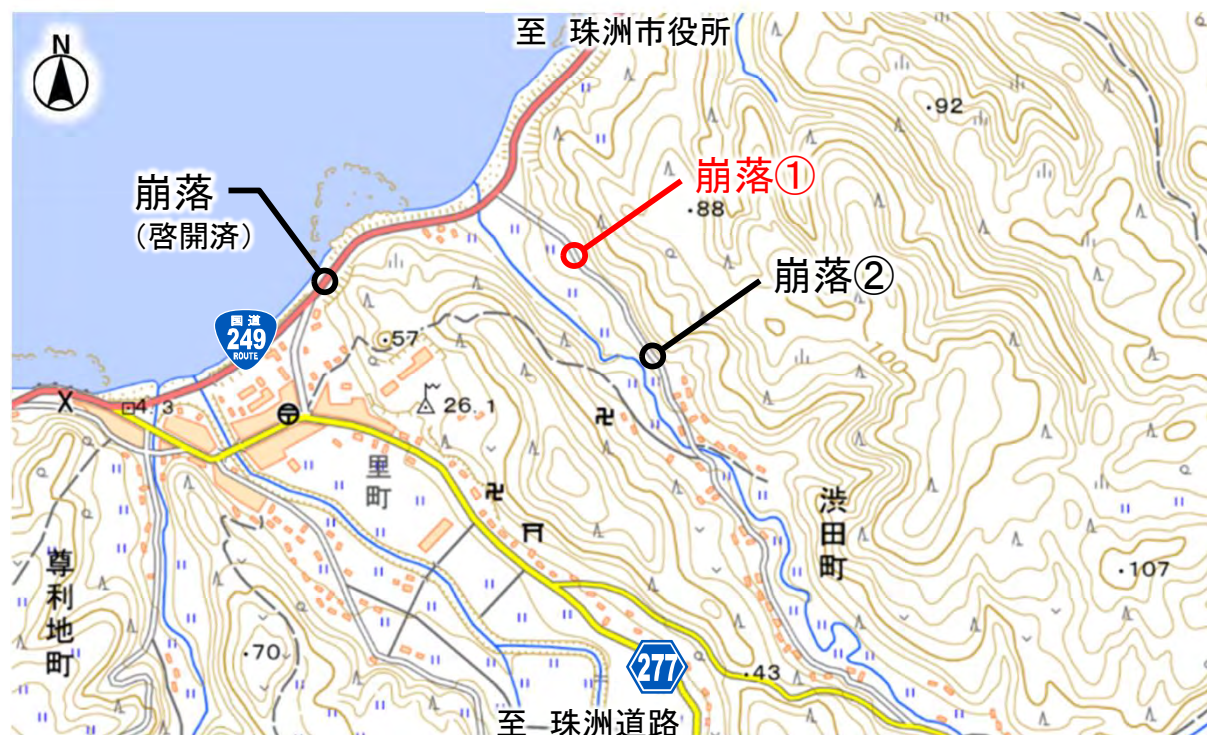 至 珠洲市役所
N
92
崩落①
88
崩落
(啓開済)
崩落②
国道
249
ROUTE
57
100
4.3
26.1
里町
渋田町
尊利地町
107
70
277
43
至 珠洲道路